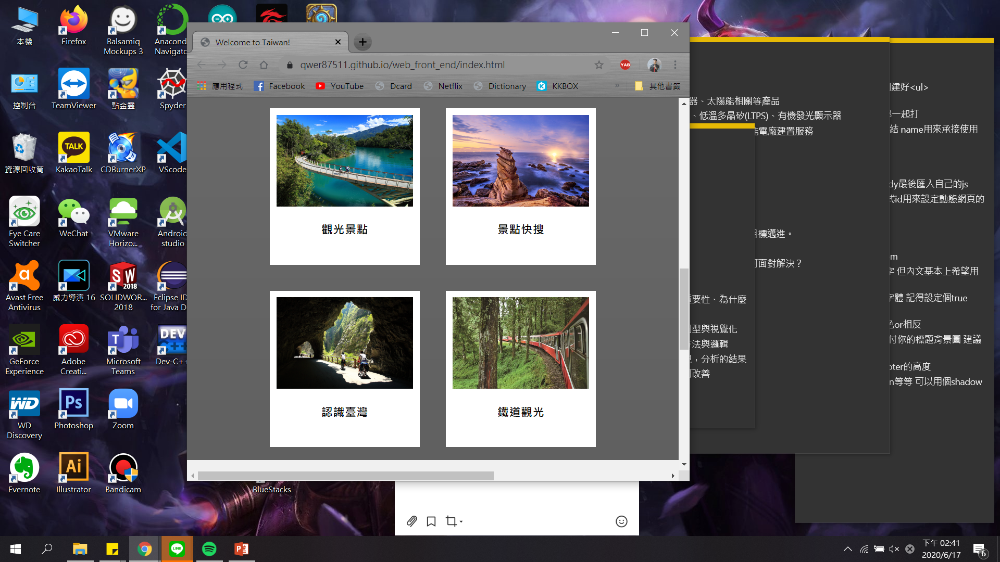 本機
Firefox
Balsamiq
Mockups 3
Anacond
Navigato
控制台
TeamViewer
點金靈
Spyder
資源回收筒
TALK
KakaoTalk
CDBurnerXP
VScode
Eye Care
Switcher
WeChat
VMware
Horizo...
Android
studio
Avast Free
Antivirus
威力導演 16
SW
2018
SOLIDWOR...
2018
Eclipse ID
for Java D
GeForce
Experience
Adobe
Creati...
Microsoft
Teams
DEV
C++
Dev-C++
WD
WD
Discovery
Ps
Photoshop
Zoom
Evernote
Ai
Illustrator
Bandicam
BlueStacks
Welcome to Taiwan!
qwer87511.github.io/web_front_end/index.html
YAB
應用程式
Facebook
YouTube
Dcard
Netflix
Dictionary
KKBOX
»
其他書籤
觀光景點
景點快搜
認識臺灣
鐵道觀光
器、太陽能相關等產品
、低溫多晶矽(LTPS)、有機發光顯示器
電廠建置服務
標邁進。
面對解決？
要性、為什麼
型與視覺化
法與邏輯
，分析的結果
改善
建好<ul>
一起打
結 name用來承接使用
dy最後匯入自己的js
式id用來設定動態網頁的
m
字 但內文基本上希望用
字體 記得設定個true
色or相反
付你的標題背景圖 建議
oter的高度
n等等 可以用個shadow
LINE
下午 02:41
2020/6/17
6